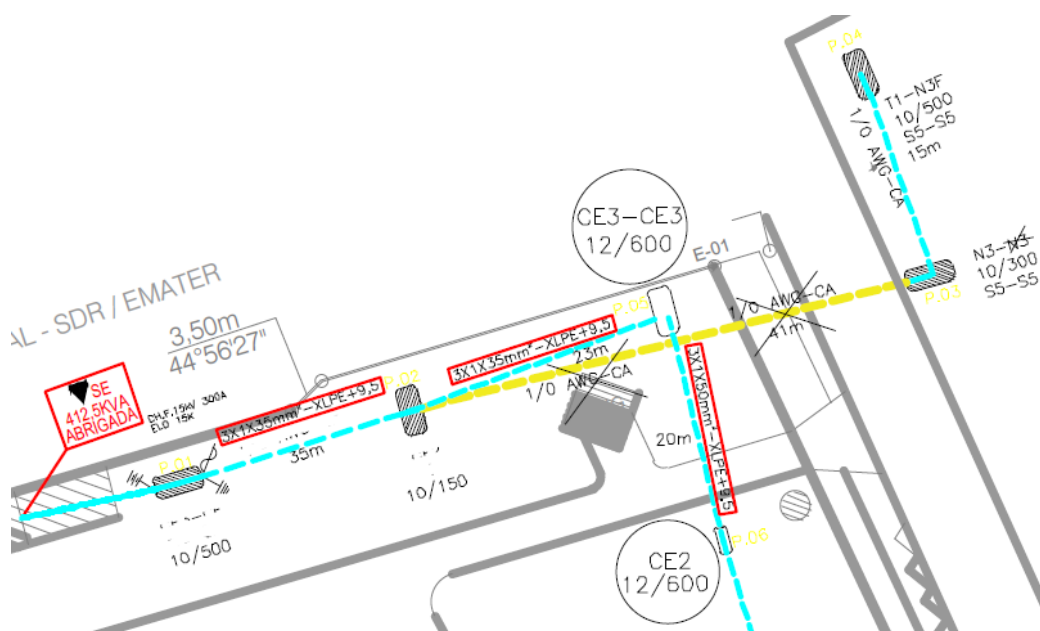 P.04
T1-N3F
10/500
S5-S5
15m
1/0 AWG-CA
CE3-CE3
12/600
E-01
N3-N3
10/300
S5-S5
P.03
AL - SDR / EMATER
3,50m
44°56'27"
P.05
1/0 AWG-CA
41m
3X1X35mm²-XLPE+9,5
23m
1/0 AWG-CA
SE
412,5KVA
ABRIGADA
CH.F.15kV 300A
ELO 15K
P.02
3X1X35mm²-XLPE+9,5
35m
3X1X50mm²-XLPE+9,5
20m
P.01
10/150
10/500
P.06
CE2
12/600